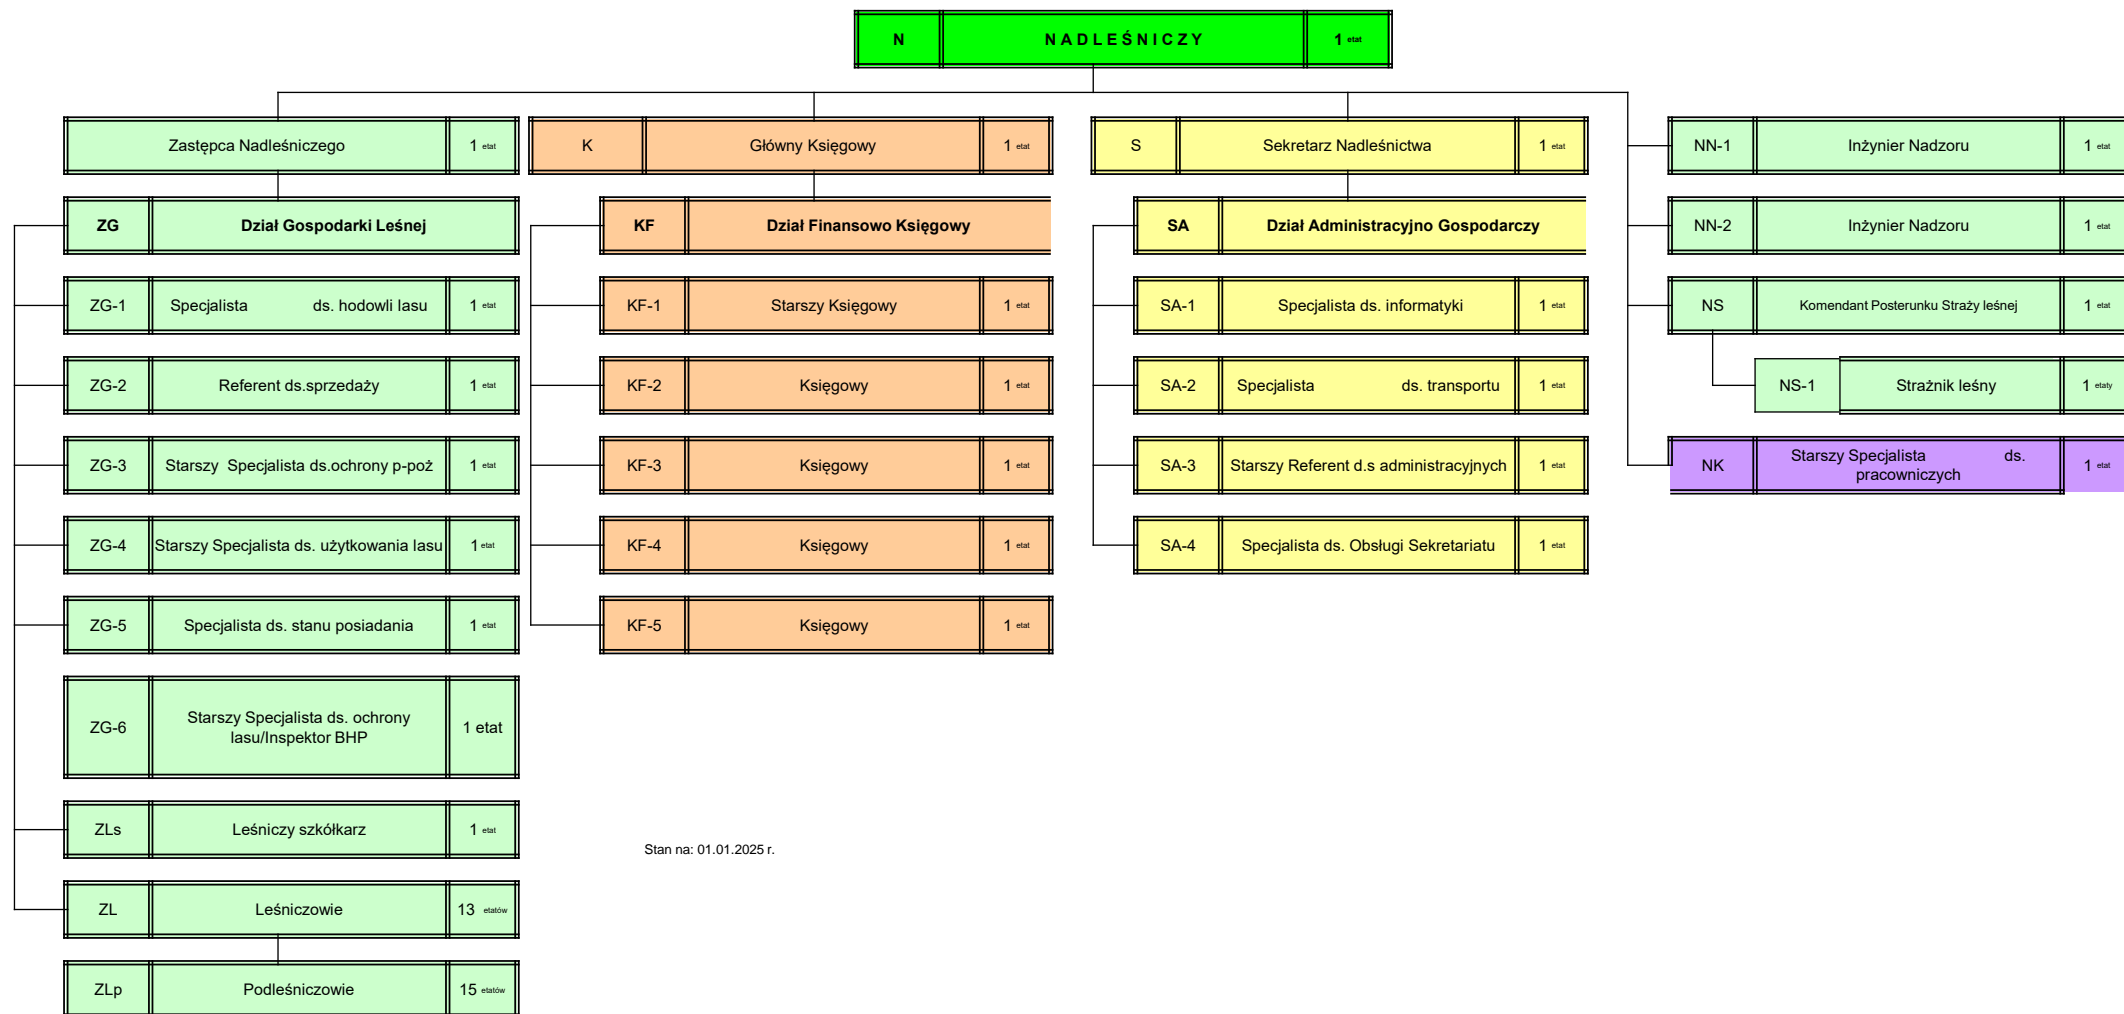 N NADLEŚNICZY 1 etat
Zastępca Nadleśniczego 1 etat
K Główny Księgowy 1 etat
S Sekretarz Nadleśnictwa 1 etat
NN-1 Inżynier Nadzoru 1 etat
ZG Dział Gospodarki Leśnej
KF Dział Finansowo Księgowy
SA Dział Administracyjno Gospodarczy
NN-2 Inżynier Nadzoru 1 etat
ZG-1 Specjalista ds. hodowli lasu 1 etat
KF-1 Starszy Księgowy 1 etat
SA-1 Specjalista ds. informatyki 1 etat
NS Komendant Posterunku Straży leśnej 1 etat
ZG-2 Referent ds.sprzedaży 1 etat
KF-2 Księgowy 1 etat
SA-2 Specjalista ds. transportu 1 etat
NS-1 Strażnik leśny 1 etaty
ZG-3 Starszy Specjalista ds.ochrony p-poż 1 etat
KF-3 Księgowy 1 etat
SA-3 Starszy Referent d.s administracyjnych 1 etat
NK Starszy Specjalista ds.
pracowniczych 1 etat
ZG-4 Starszy Specjalista ds. użytkowania lasu 1 etat
KF-4 Księgowy 1 etat
SA-4 Specjalista ds. Obsługi Sekretariatu 1 etat
ZG-5 Specjalista ds. stanu posiadania 1 etat
KF-5 Księgowy 1 etat
ZG-6 Starszy Specjalista ds. ochrony
lasu/Inspektor BHP 1 etat
ZLs Leśniczy szkółkarz 1 etat
Stan na: 01.01.2025 r.
ZL Leśniczowie 13 etatów
ZLp Podleśniczowie 15 etatów